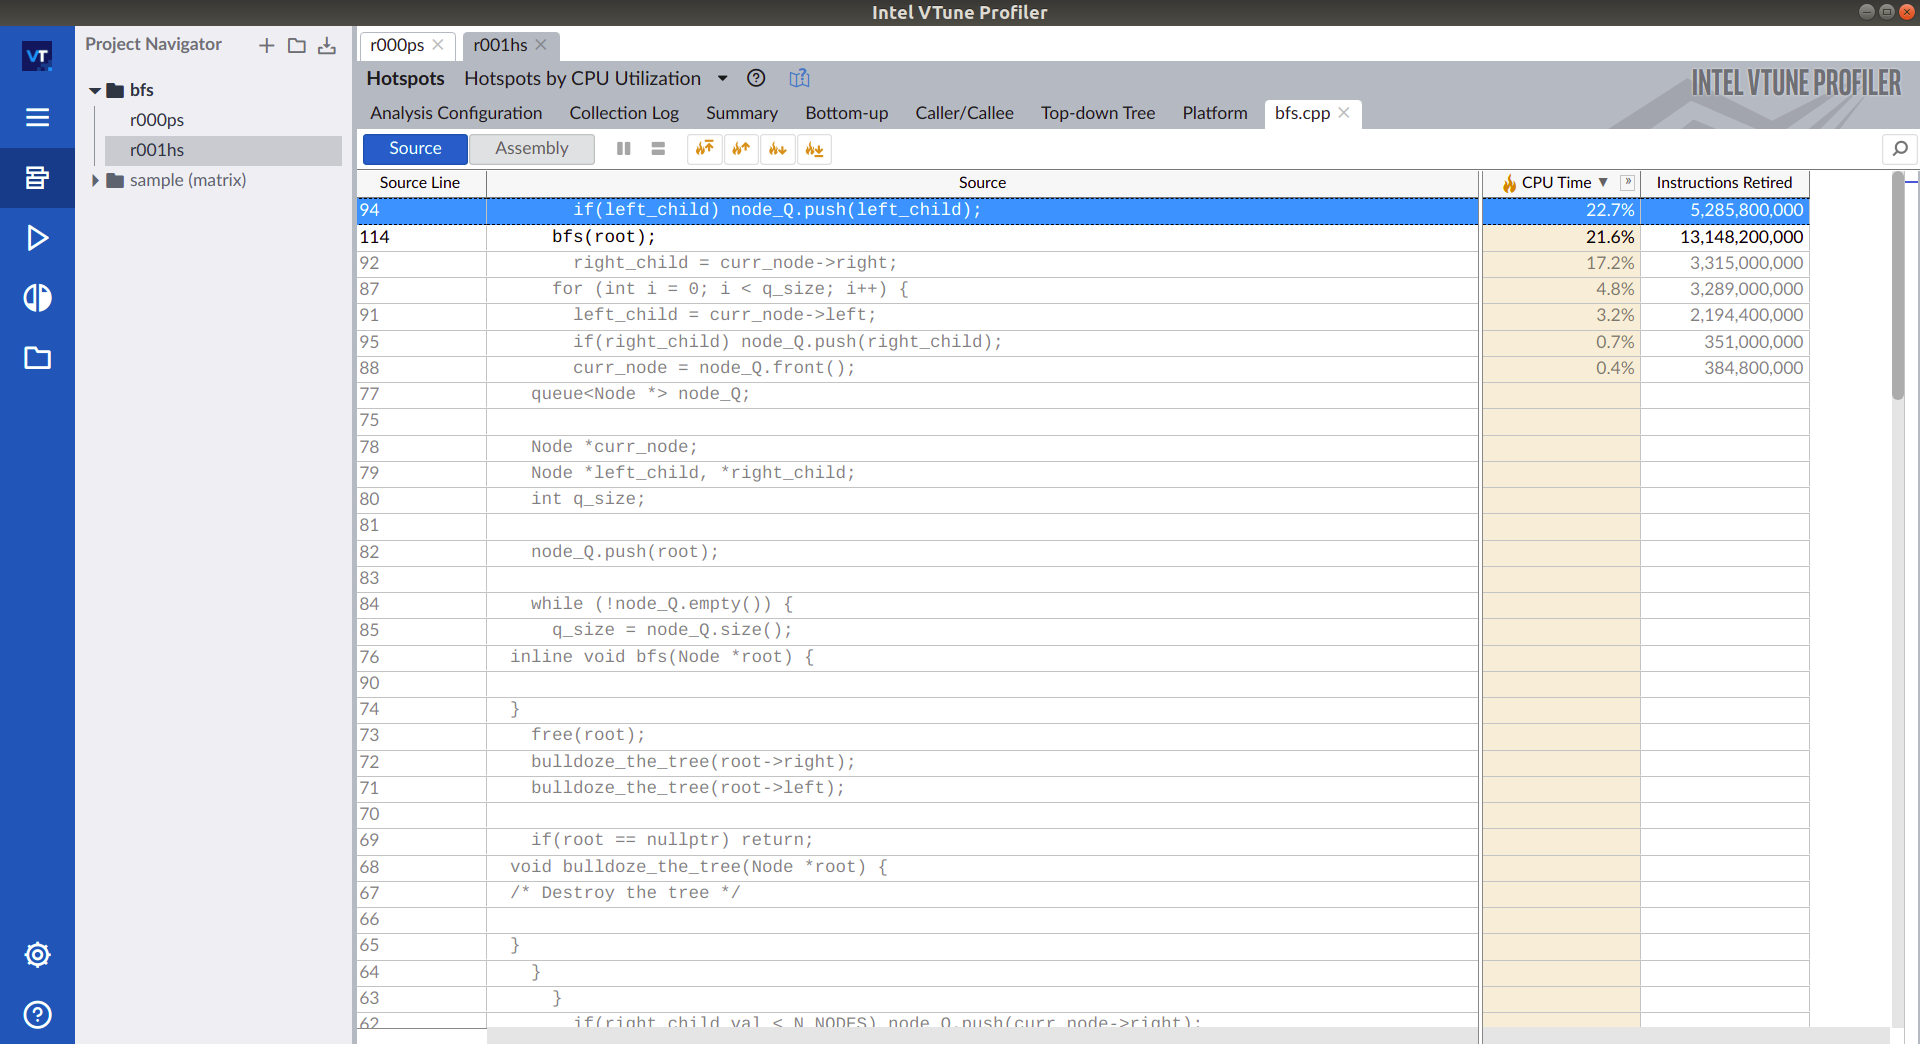 Intel VTune Profiler
VT
Project Navigator
bfs
r000ps
r001hs
sample (matrix)
r000ps
r001hs
Hotspots Hotspots by CPU Utilization
INTEL VTUNE PROFILER
Analysis Configuration Collection Log Summary Bottom-up Caller/Callee Top-down Tree Platform bfs.cpp
Source Assembly
Source Line Source CPU Time Instructions Retired
94 if(left_child) node_Q.push(left_child); 22.7% 5,285,800,000
114 bfs(root); 21.6% 13,148,200,000
92 right_child = curr_node->right; 17.2% 3,315,000,000
87 for (int i = 0; i < q_size; i++) { 4.8% 3,289,000,000
91 left_child = curr_node->left; 3.2% 2,194,400,000
95 if(right_child) node_Q.push(right_child); 0.7% 351,000,000
88 curr_node = node_Q.front(); 0.4% 384,800,000
77 queue<Node *> node_Q;
75
78 Node *curr_node;
79 Node *left_child, *right_child;
80 int q_size;
81
82 node_Q.push(root);
83
84 while (!node_Q.empty()) {
85 q_size = node_Q.size();
76 inline void bfs(Node *root) {
90
74 }
73 free(root);
72 bulldoze_the_tree(root->right);
71 bulldoze_the_tree(root->left);
70
69 if(root == nullptr) return;
68 void bulldoze_the_tree(Node *root) {
67 /* Destroy the tree */
66
65 }
64 }
63 }
62 if(right_child_val < N_NODES) node_Q.push(curr_node->right);